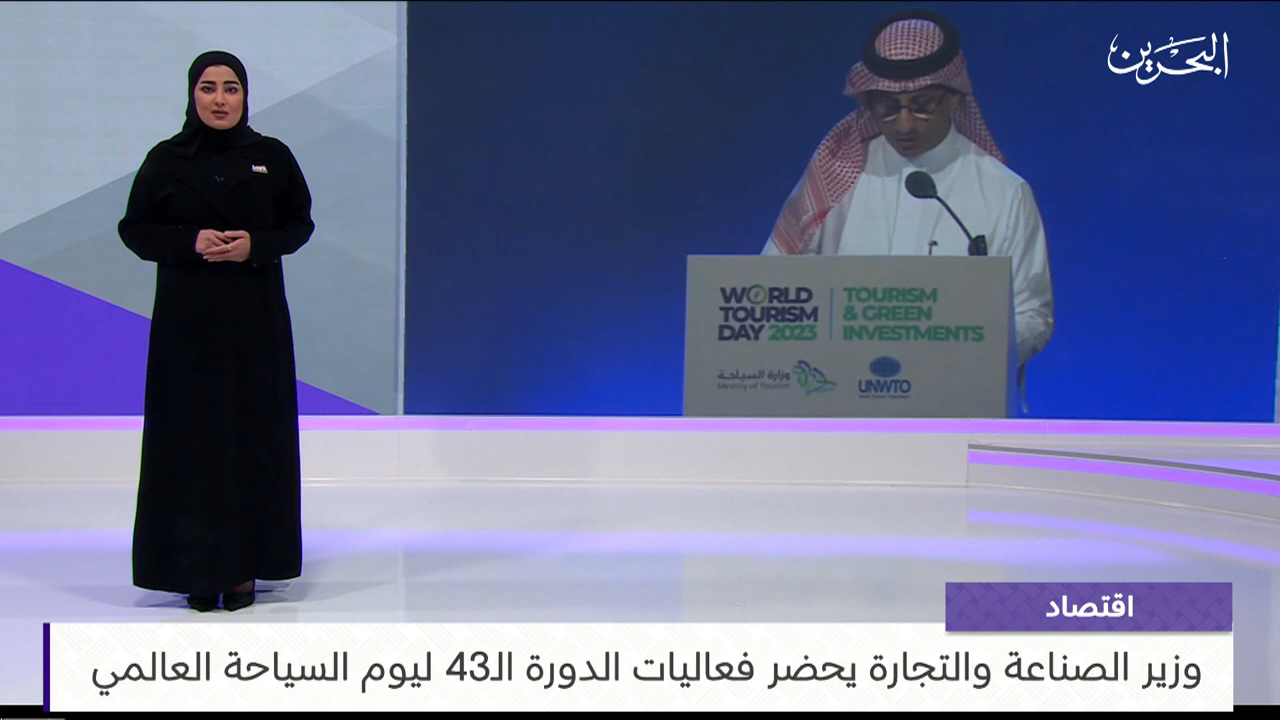 البحرين
WORLD
TOURISM
DAY 2023
TOURISM
& GREEN
INVESTMENTS
وزارة السياحة
Ministry of Tourism
UNWTO
اقتصاد
وزير الصناعة والتجارة يحضر فعاليات الدورة الـ43 ليوم السياحة العالمي